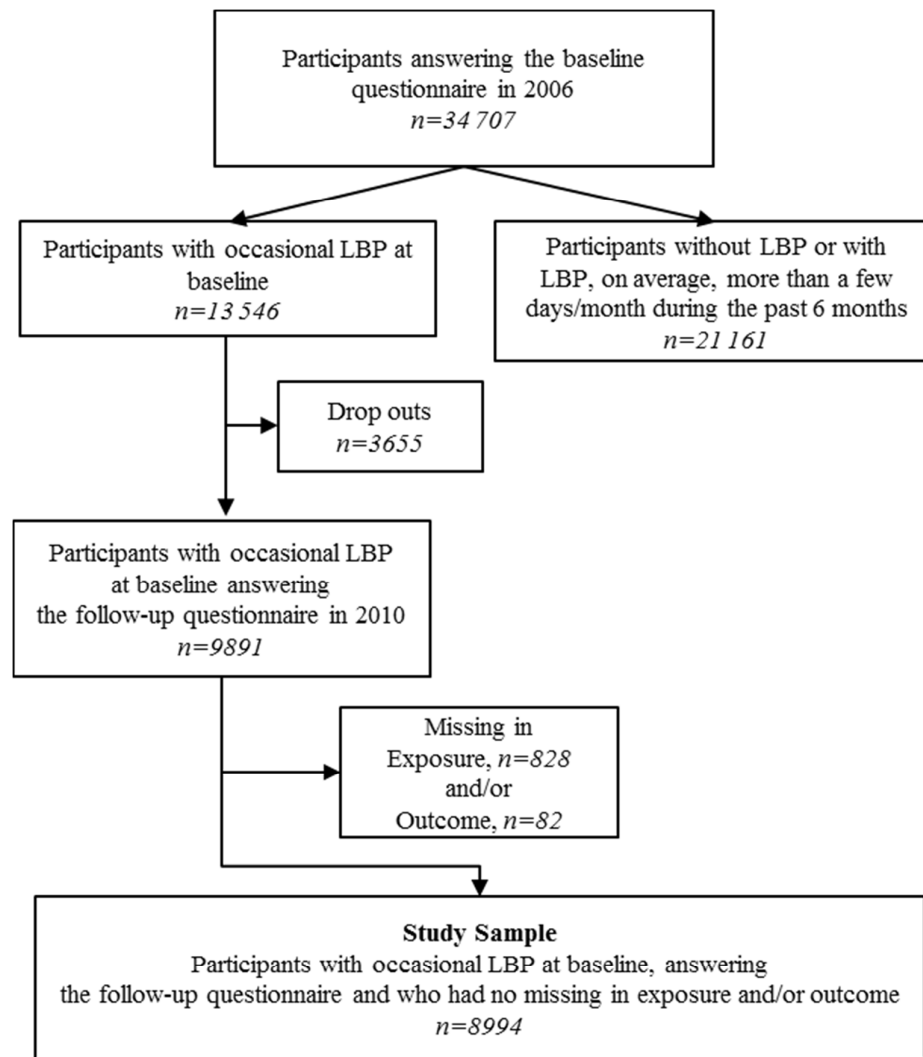 Participants answering the baseline
questionnaire in 2006
n=34 707
Participants with occasional LBP at
baseline
n=13 546
Participants without LBP or with
LBP, on average, more than a few
days/month during the past 6 months
n=21 161
Drop outs
n=3655
Participants with occasional LBP
at baseline answering
the follow-up questionnaire in 2010
n=9891
Missing in
Exposure, n=828
and/or
Outcome, n=82
Study Sample
Participants with occasional LBP at baseline, answering
the follow-up questionnaire and who had no missing in exposure and/or outcome
n=8994